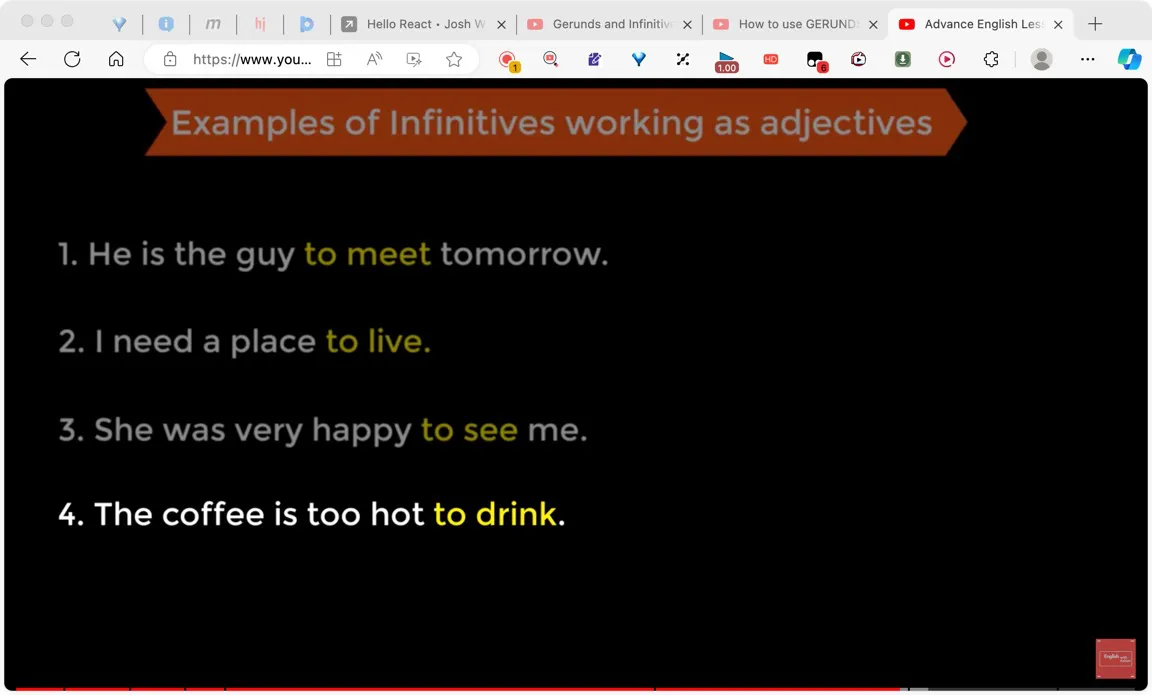 m hj Hello React • Josh W Gerunds and Infinitiv How to use GERUND Advance English Les
https://www.you... 1 1.00 HD 6
Examples of Infinitives working as adjectives
1. He is the guy to meet tomorrow.
2. I need a place to live.
3. She was very happy to see me.
4. The coffee is too hot to drink.
English